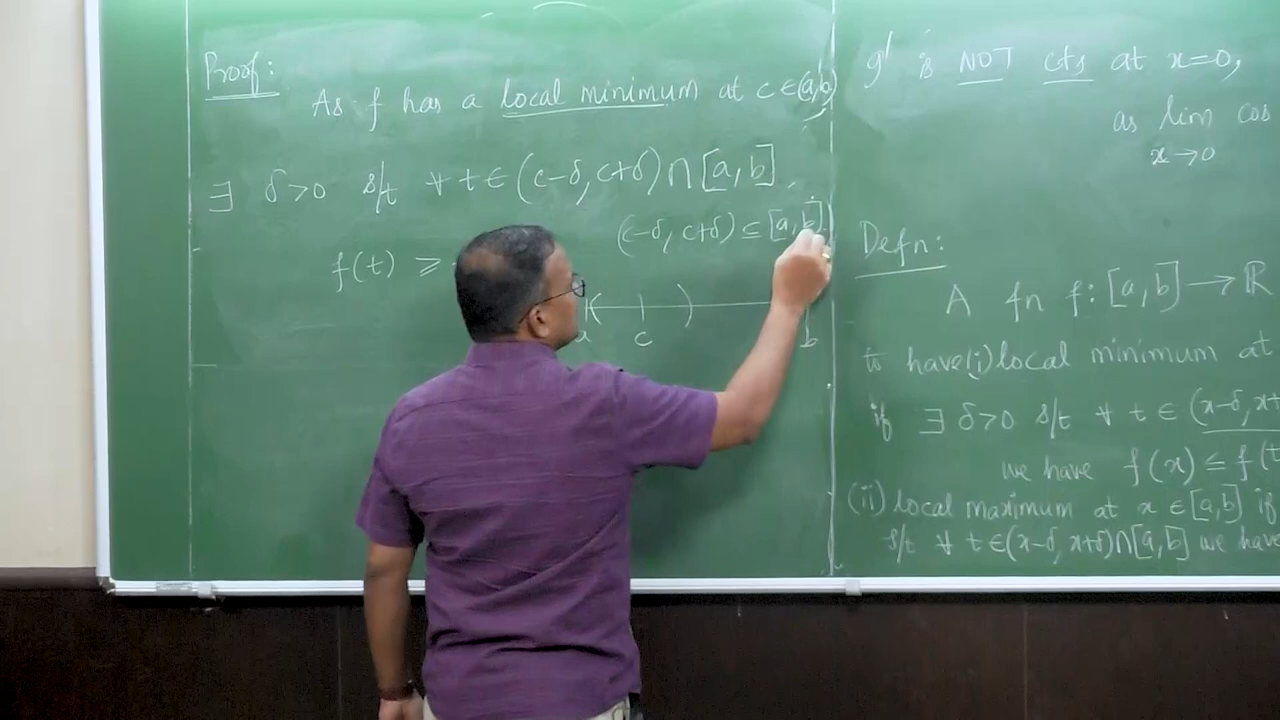 Proof:
As f has a local minimum at c ∈ (a,b)
∃ δ>0 s/t ∀ t ∈ (c-δ, c+δ) ∩ [a, b]
(c-δ, c+δ) ⊆ [a, b]
f(t) ≥
a c b
g' is NOT cts at x=0,
as lim cos
x→0
Defn:
A fn f: [a, b] → ℝ
to have (i) local minimum at
if ∃ δ>0 s/t ∀ t ∈ (x-δ, x+
we have f(x) ≤ f(t
(ii) local maximum at x ∈ [a, b] if
s/t ∀ t ∈ (x-δ, x+δ) ∩ [a, b] we have